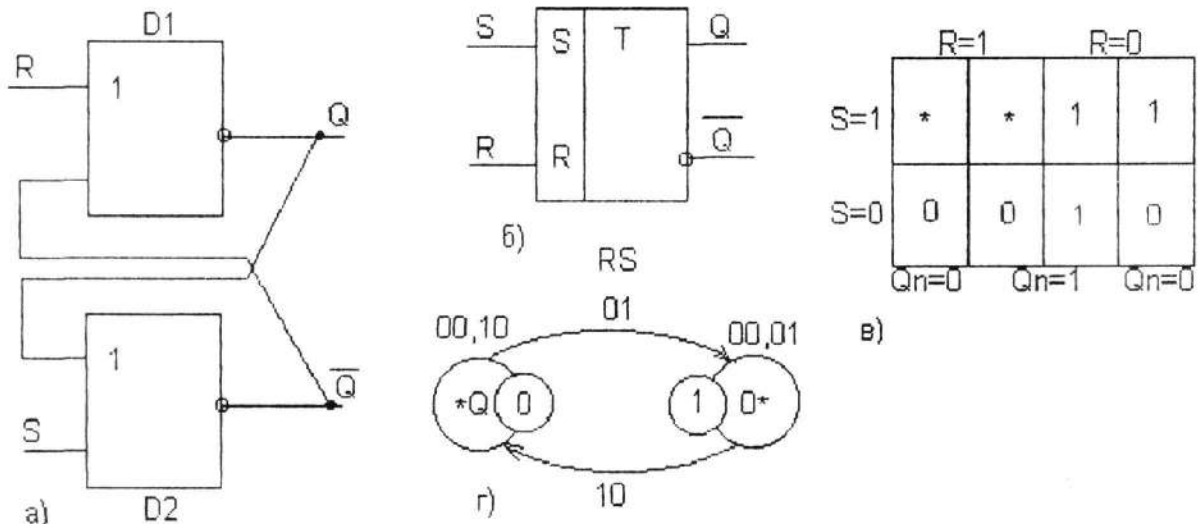 D1
R
1
Q
1
Q̅
S
а)
D2
S S T Q
R R Q̅
б)
R=1 R=0
S=1 * * 1 1
S=0 0 0 1 0
Qn=0 Qn=1 Qn=0
в)
RS
01
00,10 00,01
*Q 0 1 0*
10
г)